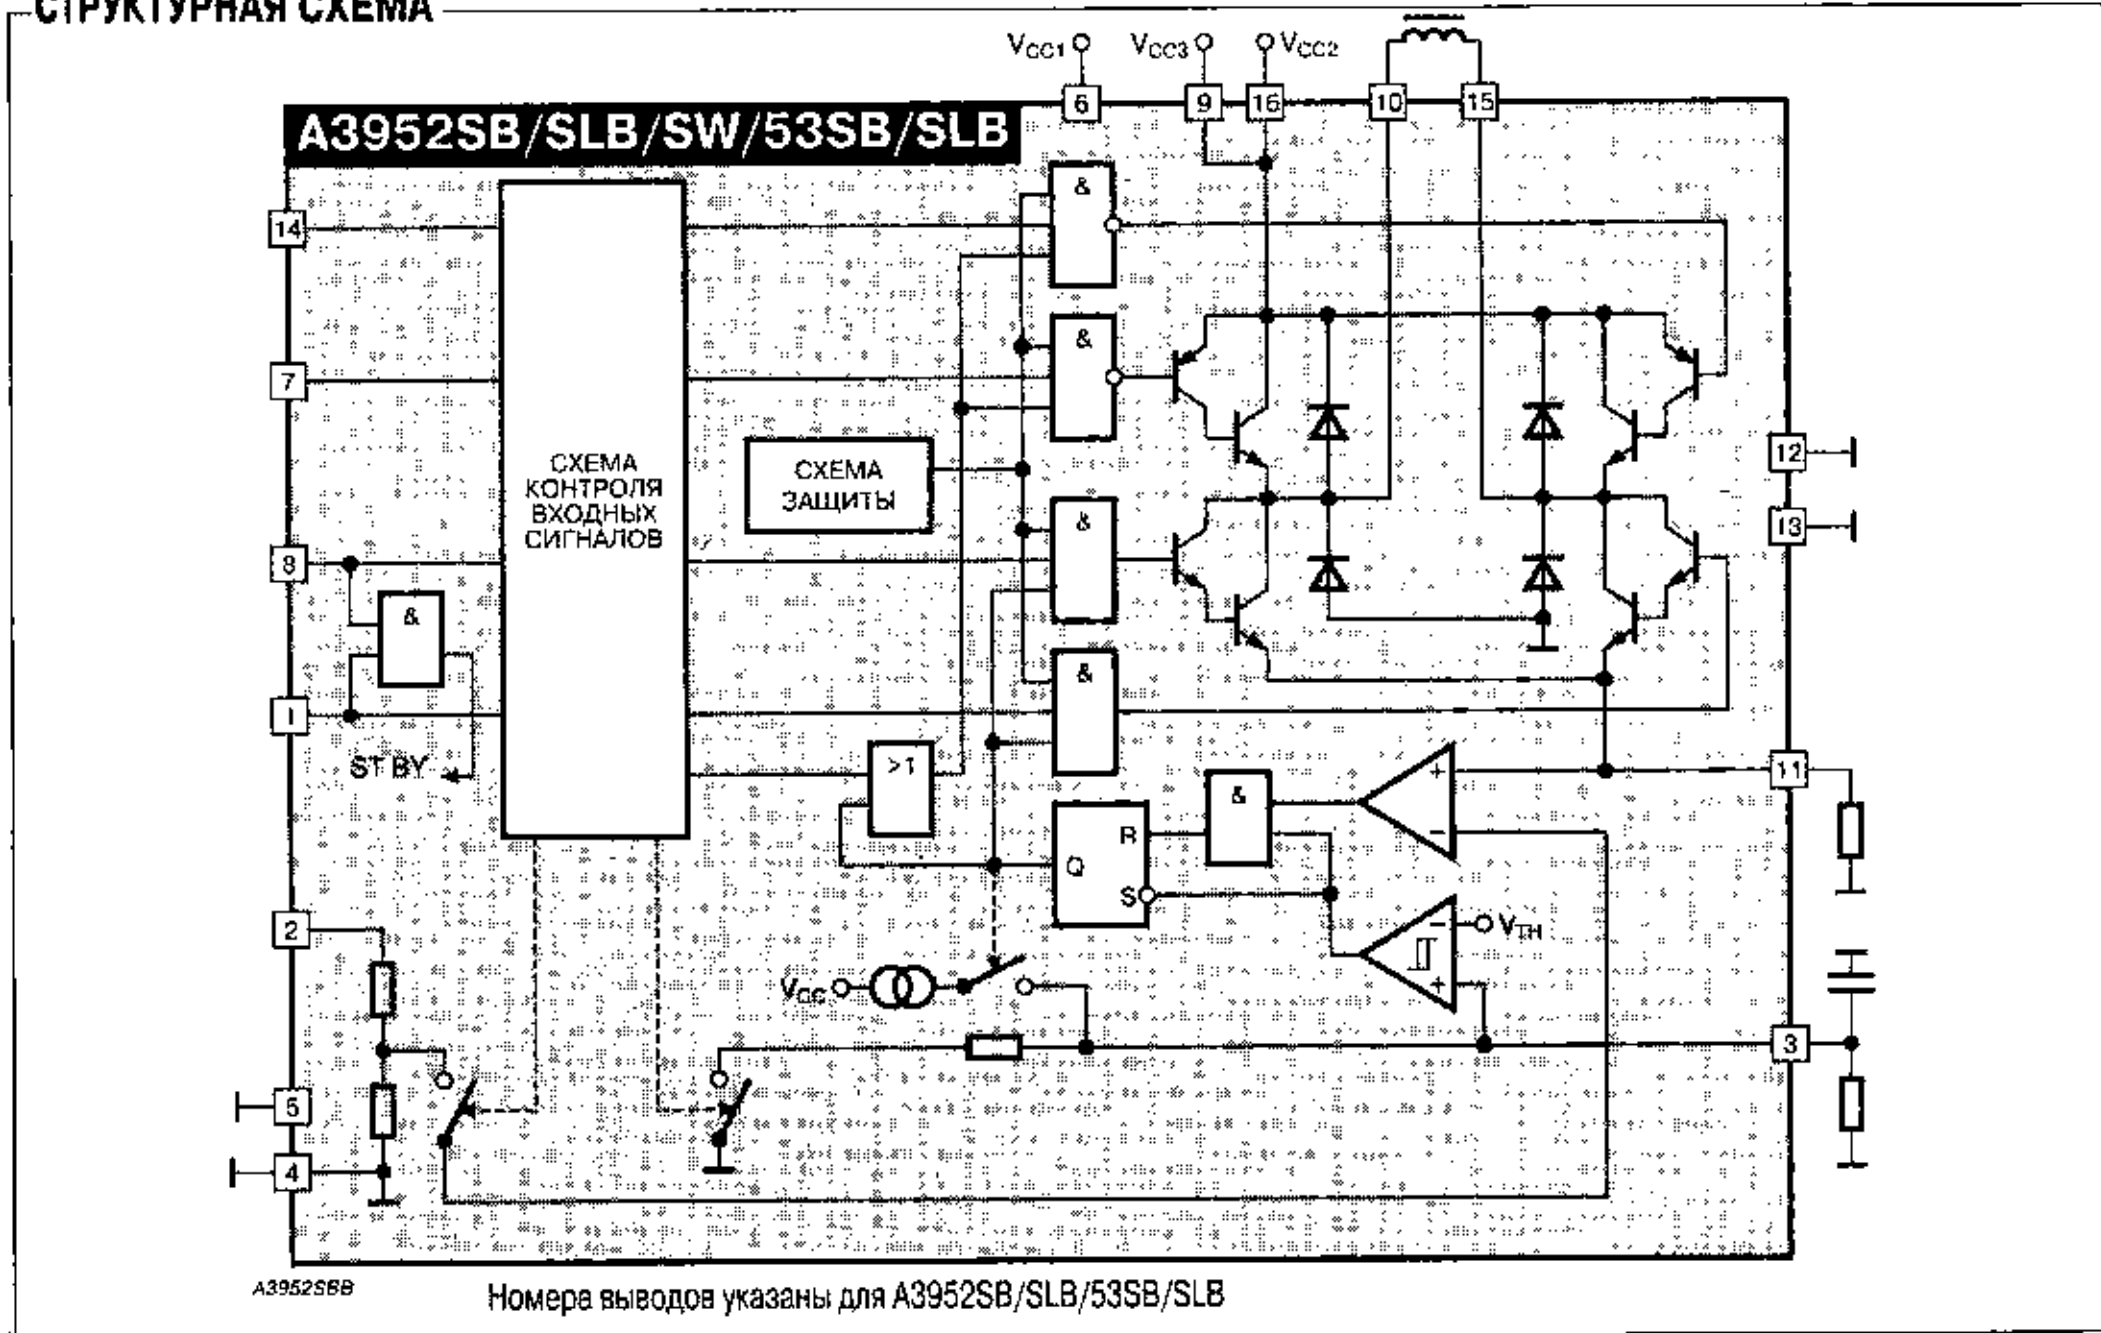 СТРУКТУРНАЯ СХЕМА
VCC1
VCC3
VCC2
6
9
16
10
15
A3952SB/SLB/SW/53SB/SLB
&
14
&
7
12
СХЕМА
КОНТРОЛЯ
ВХОДНЫХ
СИГНАЛОВ
СХЕМА
ЗАЩИТЫ
&
13
8
&
&
1
ST BY
>1
&
+
−
11
R
Q
S
2
−
VTH
+
VCC
3
5
4
A3952SBB
Номера выводов указаны для A3952SB/SLB/53SB/SLB